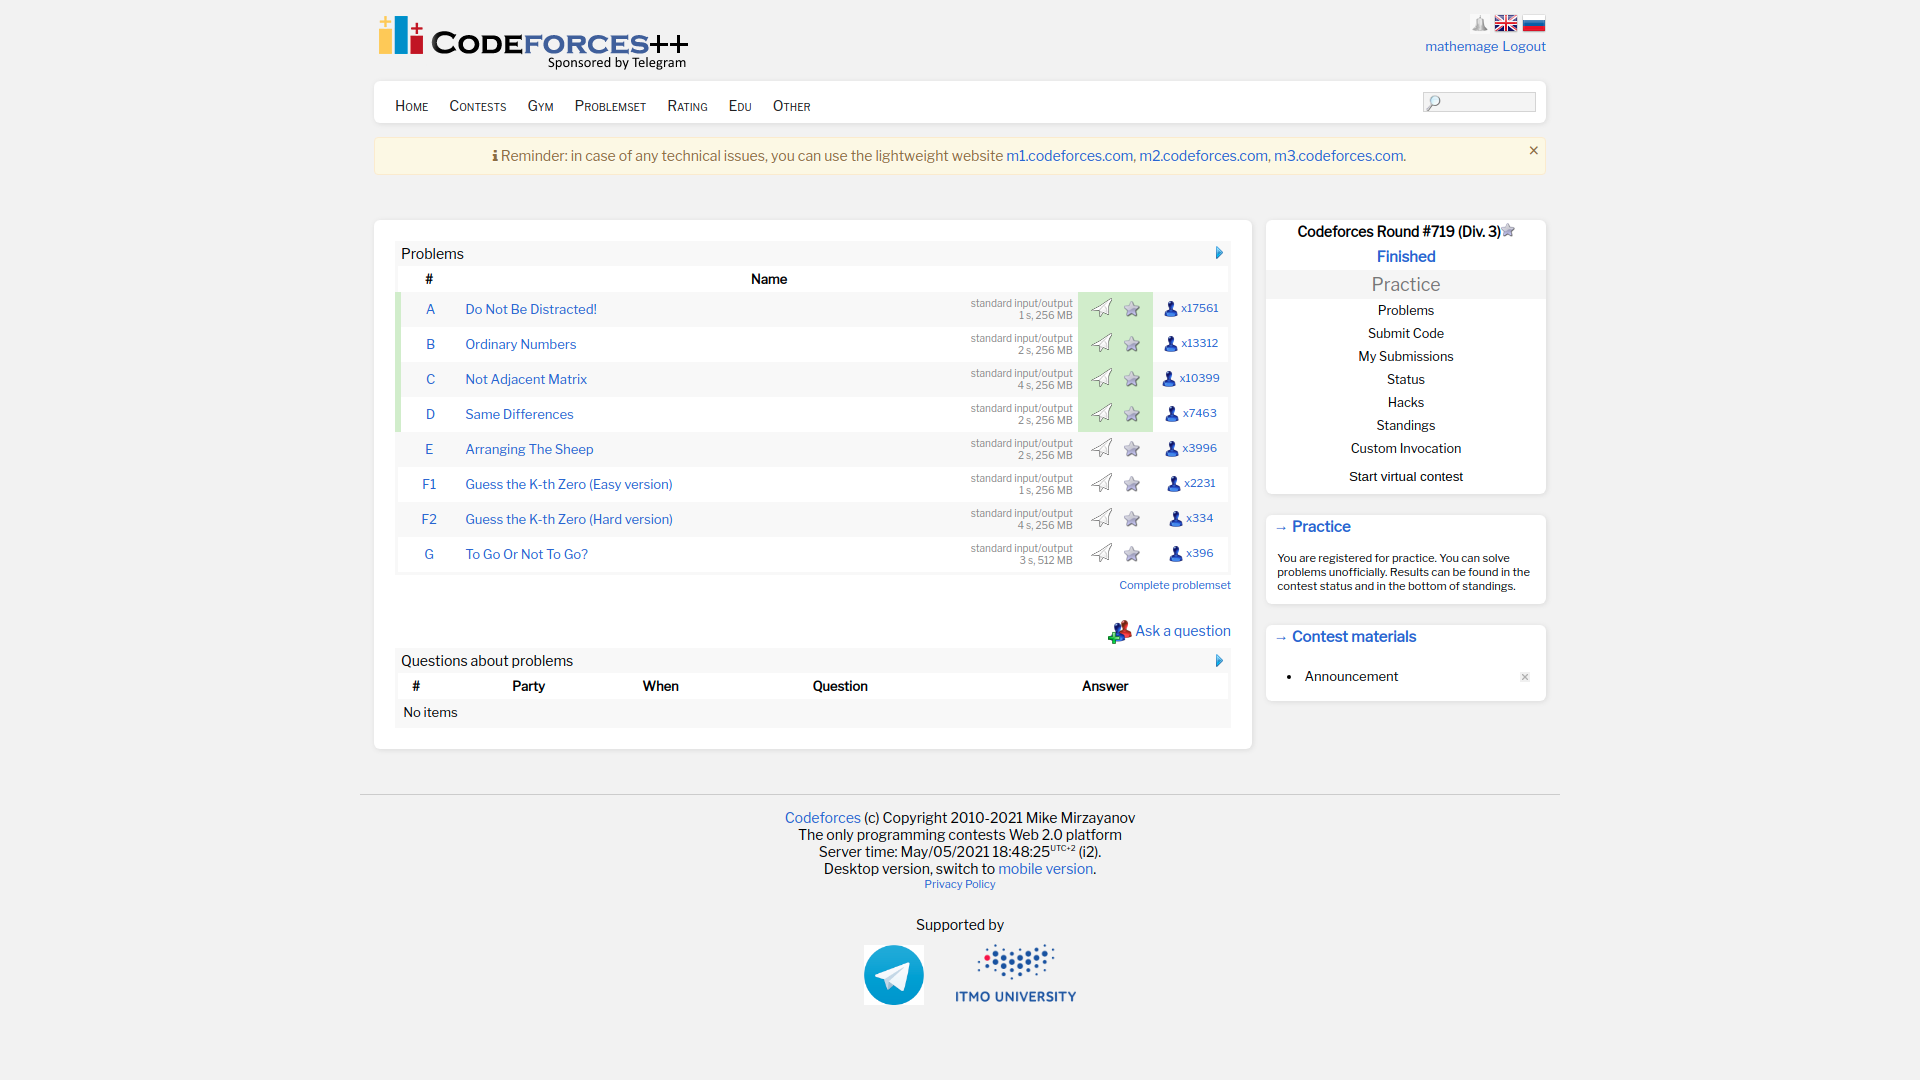 CODEFORCES++
Sponsored by Telegram
mathemage Logout
HOME CONTESTS GYM PROBLEMSET RATING EDU OTHER
Reminder: in case of any technical issues, you can use the lightweight website m1.codeforces.com, m2.codeforces.com, m3.codeforces.com.
×
Problems
# Name
A Do Not Be Distracted! standard input/output 1 s, 256 MB x17561
B Ordinary Numbers standard input/output 2 s, 256 MB x13312
C Not Adjacent Matrix standard input/output 4 s, 256 MB x10399
D Same Differences standard input/output 2 s, 256 MB x7463
E Arranging The Sheep standard input/output 2 s, 256 MB x3996
F1 Guess the K-th Zero (Easy version) standard input/output 1 s, 256 MB x2231
F2 Guess the K-th Zero (Hard version) standard input/output 4 s, 256 MB x334
G To Go Or Not To Go? standard input/output 3 s, 512 MB x396
Complete problemset
Ask a question
Questions about problems
# Party When Question Answer
No items
Codeforces Round #719 (Div. 3)
Finished
Practice
Problems
Submit Code
My Submissions
Status
Hacks
Standings
Custom Invocation
Start virtual contest
→ Practice
You are registered for practice. You can solve
problems unofficially. Results can be found in the
contest status and in the bottom of standings.
→ Contest materials
• Announcement ×
Codeforces (c) Copyright 2010-2021 Mike Mirzayanov
The only programming contests Web 2.0 platform
Server time: May/05/2021 18:48:25UTC+2 (i2).
Desktop version, switch to mobile version.
Privacy Policy
Supported by
ITMO UNIVERSITY